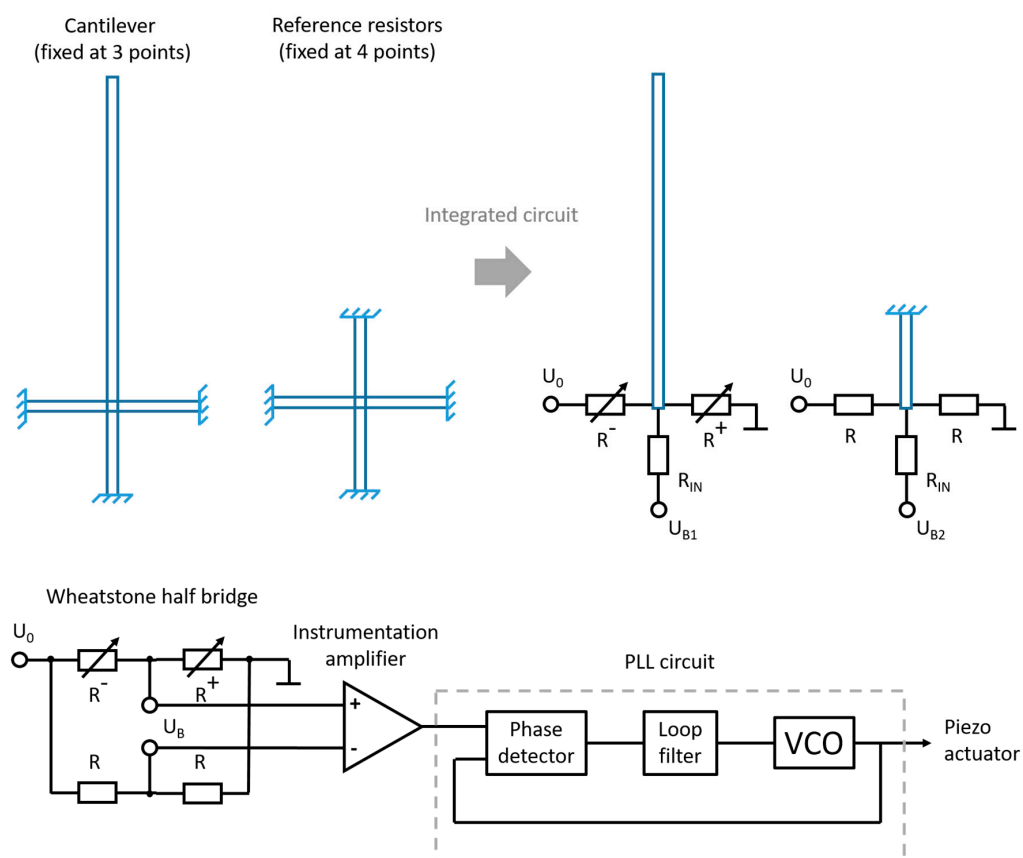 Cantilever
(fixed at 3 points)
Reference resistors
(fixed at 4 points)
Integrated circuit
U0
R-
R+
RIN
UB1
U0
R
R
RIN
UB2
Wheatstone half bridge
U0
R-
R+
UB
R
R
Instrumentation
amplifier
+
-
PLL circuit
Phase
detector
Loop
filter
VCO
Piezo
actuator